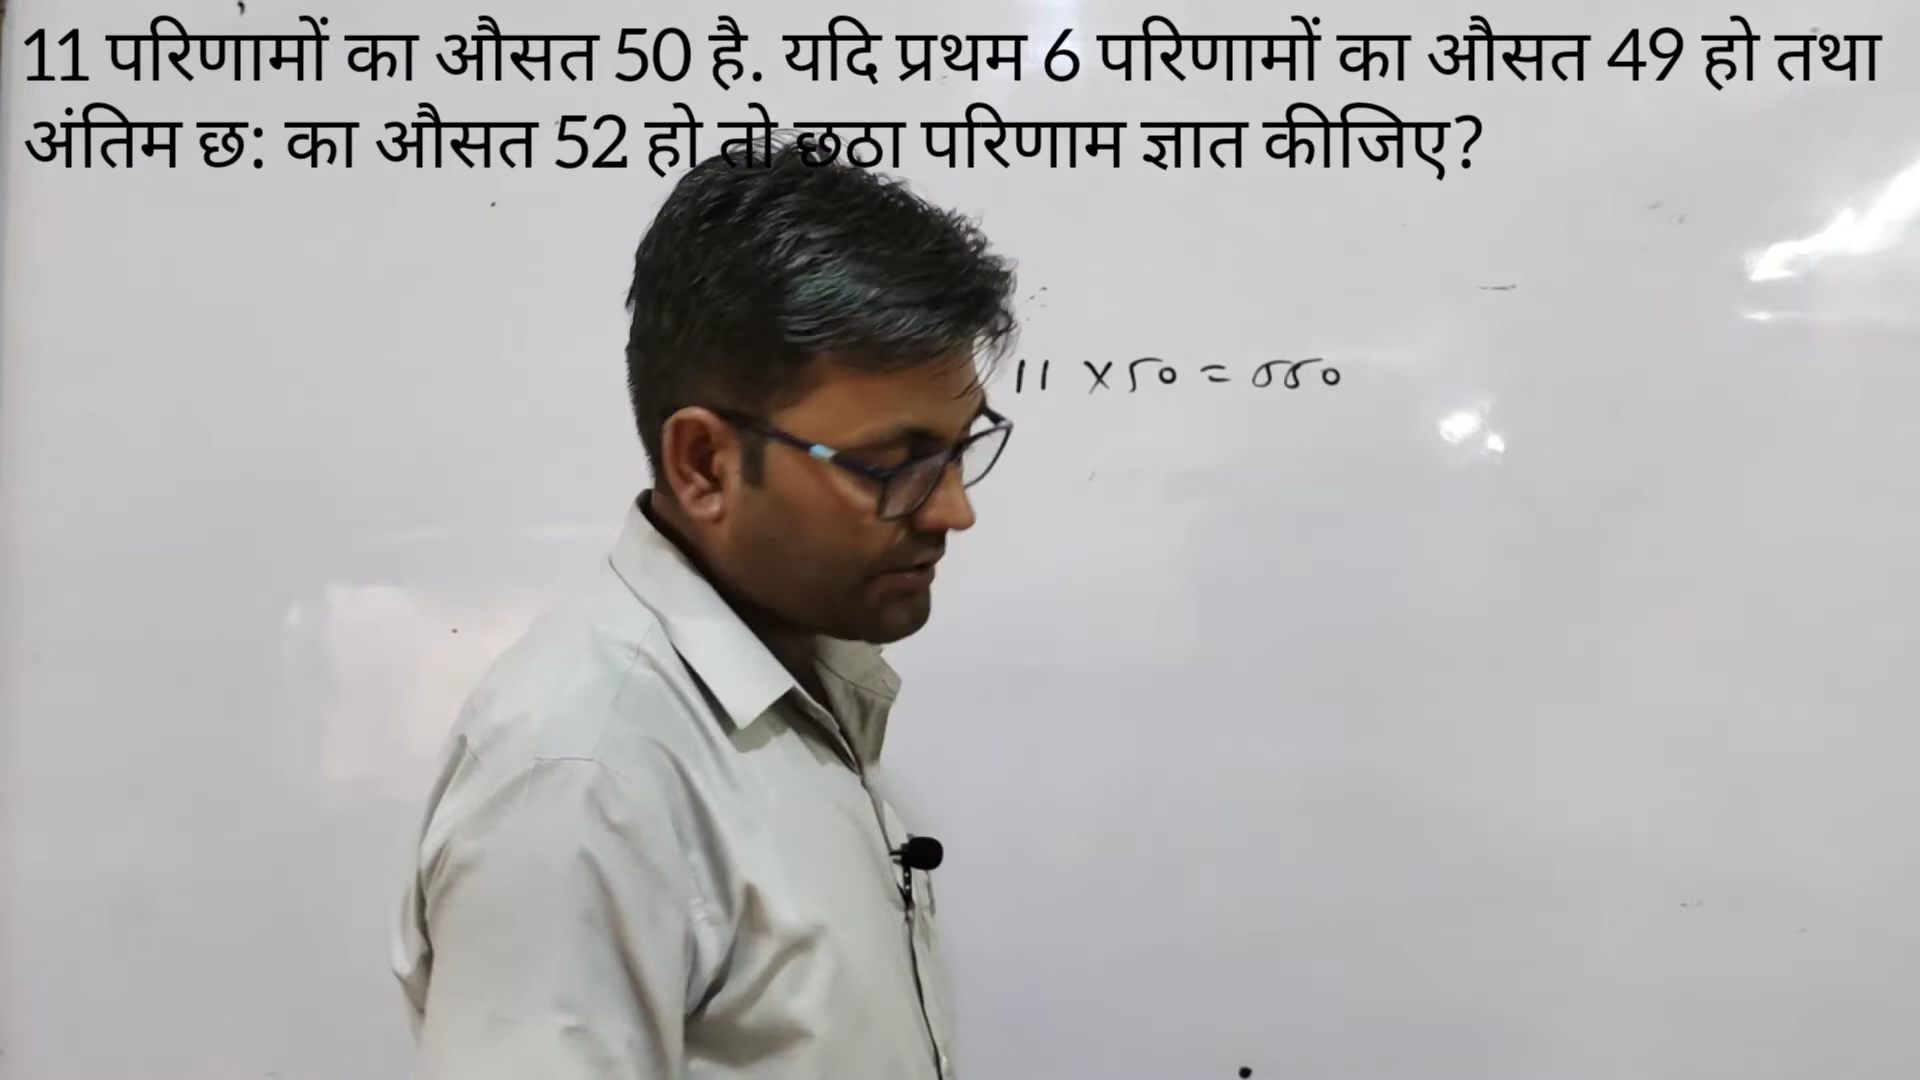 11 परिणामों का औसत 50 है. यदि प्रथम 6 परिणामों का औसत 49 हो तथा
अंतिम छ: का औसत 52 हो तो छठा परिणाम ज्ञात कीजिए?
11 × 50 = 550